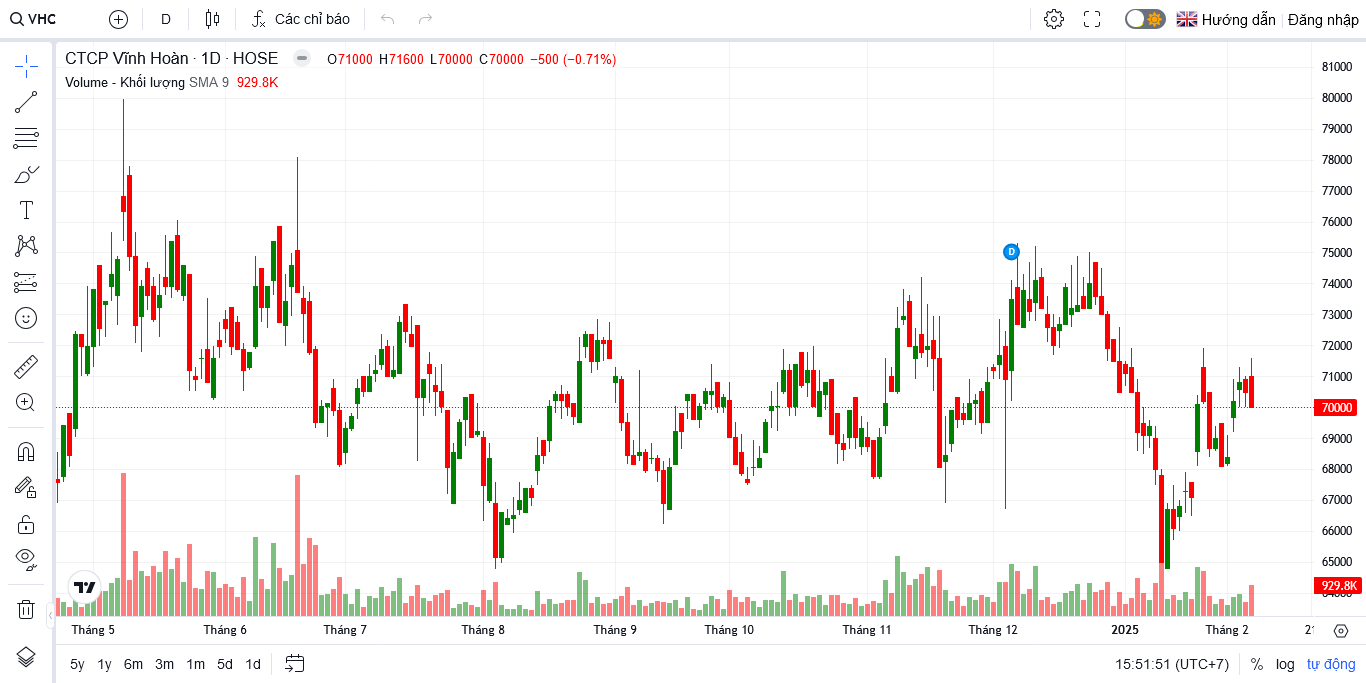 VHC D Các chỉ báo Hướng dẫn Đăng nhập
CTCP Vĩnh Hoàn · 1D · HOSE O71000 H71600 L70000 C70000 −500 (−0.71%)
Volume - Khối lượng SMA 9 929.8K
81000
80000
79000
78000
77000
76000
75000
D
74000
73000
72000
71000
70000
69000
68000
67000
66000
65000
929.8K
64000
Tháng 5 Tháng 6 Tháng 7 Tháng 8 Tháng 9 Tháng 10 Tháng 11 Tháng 12 2025 Tháng 2 21
5y 1y 6m 3m 1m 5d 1d 15:51:51 (UTC+7) % log tự động